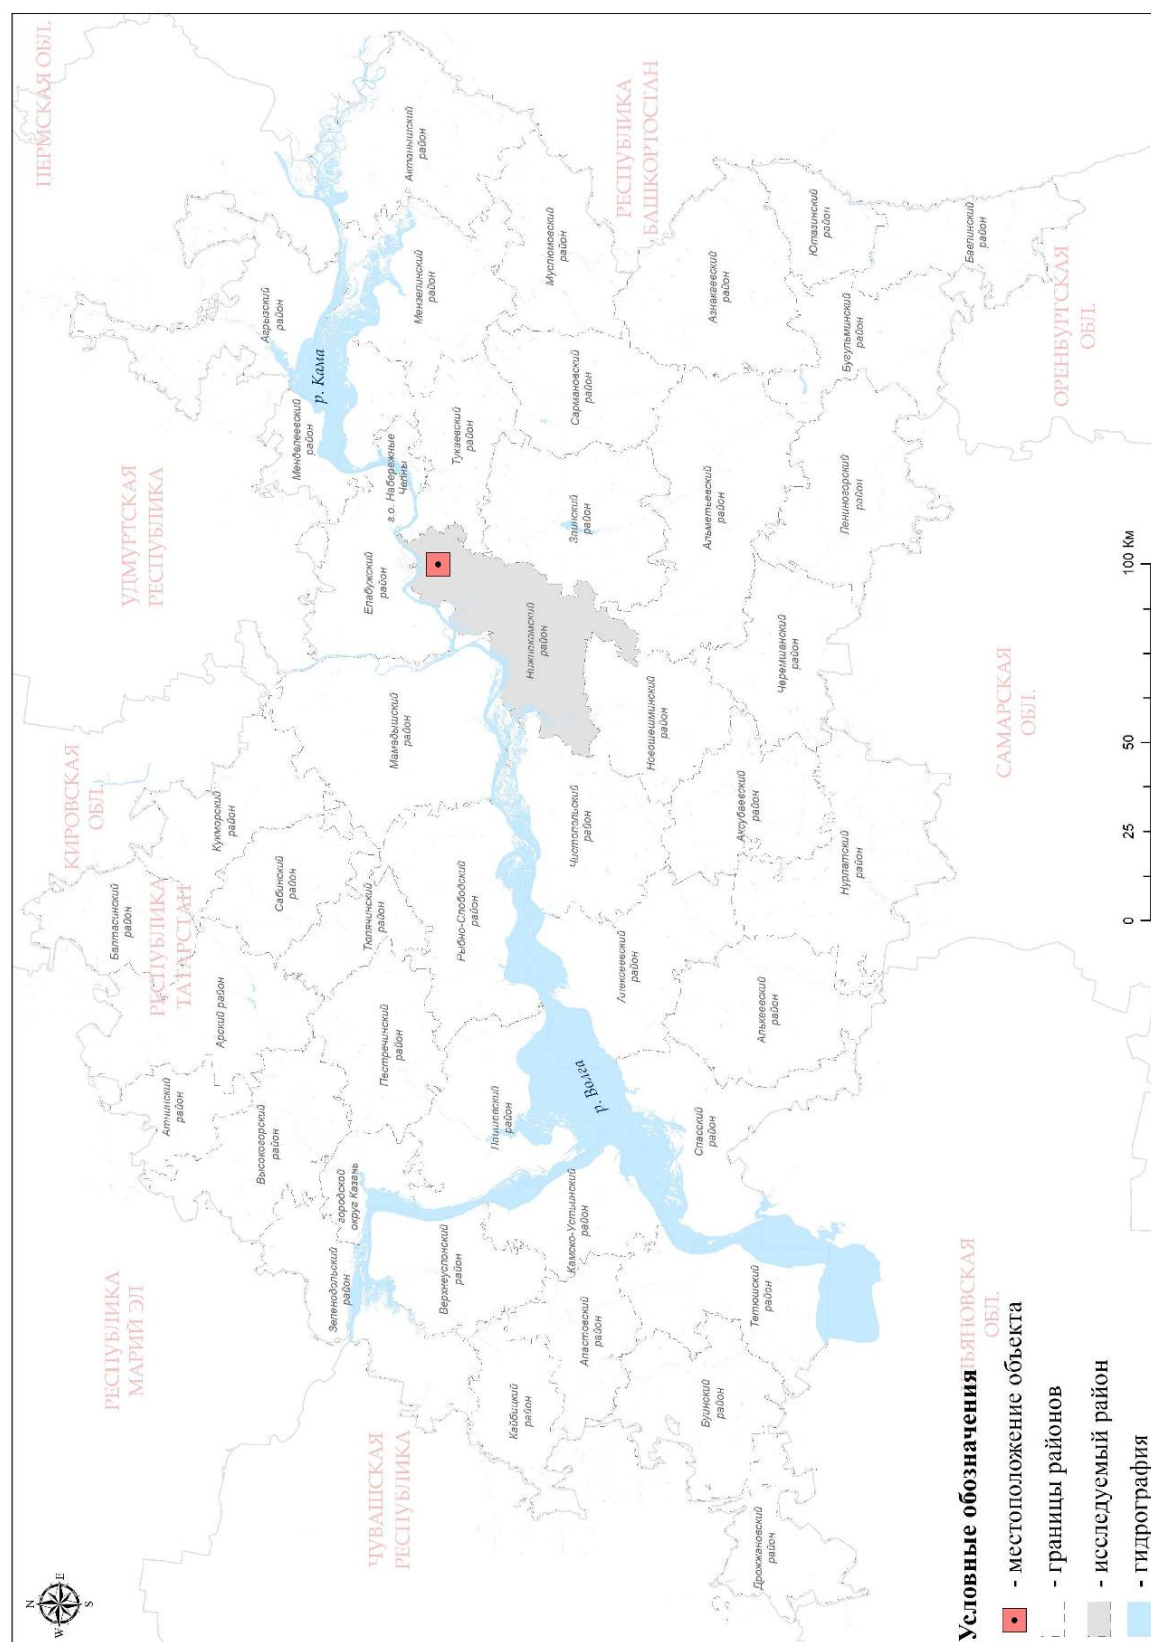 N
W
E
S
ПЕРМСКАЯ ОБЛ.
УДМУРТСКАЯ
РЕСПУБЛИКА
КИРОВСКАЯ
ОБЛ.
РЕСПУБЛИКА
ТАТАРСТАН
РЕСПУБЛИКА
МАРИЙ ЭЛ
ЧУВАШСКАЯ
РЕСПУБЛИКА
РЕСПУБЛИКА
БАШКОРТОСТАН
ОРЕНБУРГСКАЯ
ОБЛ.
САМАРСКАЯ
ОБЛ.
ЬЯНОВСКАЯ
ОБЛ.
Балтасинский
район
Кукморский
район
Агрызский
район
Атнинский
район
Арский район
Сабинский
район
Менделеевский
район
Актанышский
район
Высокогорский
район
Тюлячинский
район
Мамадышский
район
Елабужский
район
г.о. Набережные
Челны
р. Кама
Мензелинский
район
Зеленодольский
район
городской
округ Казань
Пестречинский
район
Рыбно-Слободский
район
Тукаевский
район
Муслюмовский
район
Верхнеуслонский
район
Лаишевский
район
Чистопольский
район
Нижнекамский
район
Заинский
район
Сармановский
район
Кайбицкий
район
Апастовский
район
Камско-Устьинский
район
р. Волга
Алексеевский
район
Новошешминский
район
Альметьевский
район
Азнакаевский
район
Буинский
район
Тетюшский
район
Спасский
район
Алькеевский
район
Аксубаевский
район
Черемшанский
район
Лениногорский
район
Бугульминский
район
Ютазинский
район
Дрожжановский
район
Нурлатский
район
Бавлинский
район
0
25
50
100 Км
Условные обозначения
- местоположение объекта
- границы районов
- исследуемый район
- гидрография